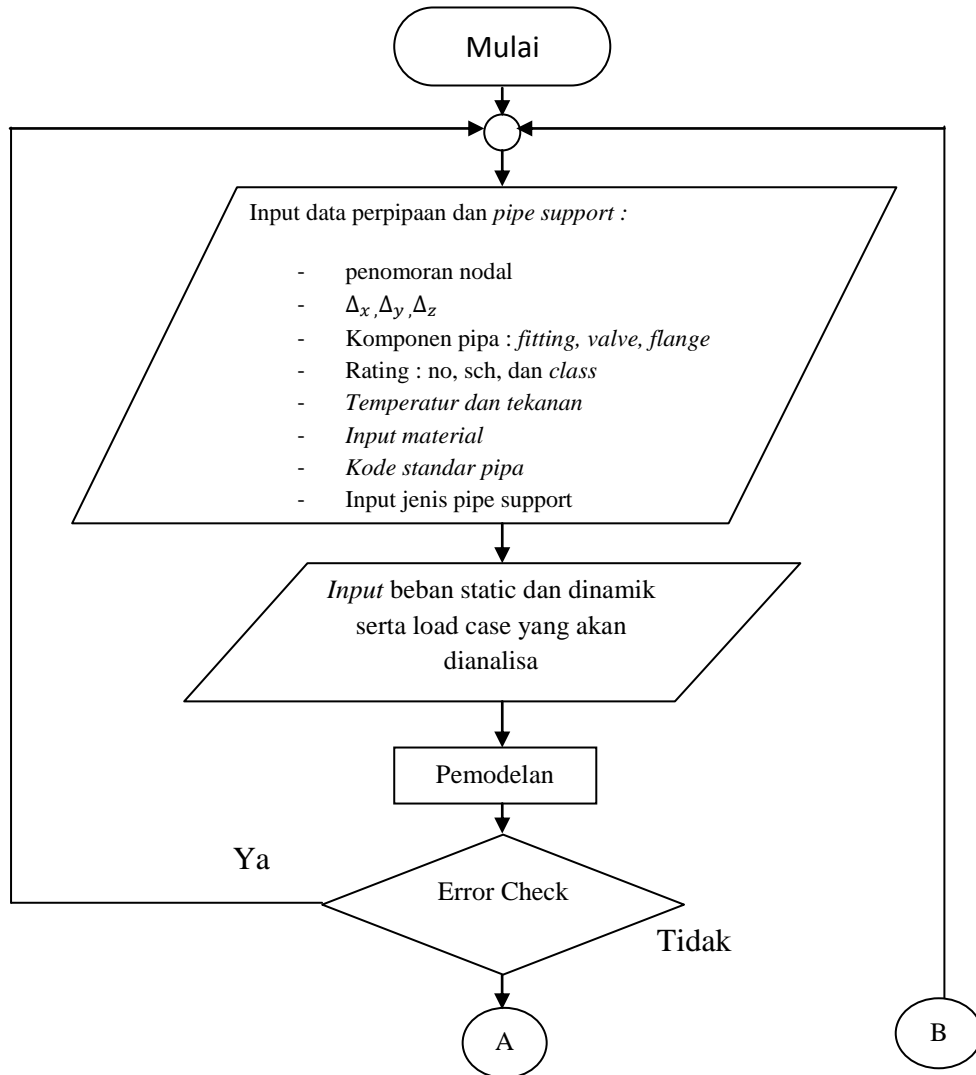 Mulai
Input data perpipaan dan pipe support :
- penomoran nodal
- Δx ,Δy ,Δz
- Komponen pipa : fitting, valve, flange
- Rating : no, sch, dan class
- Temperatur dan tekanan
- Input material
- Kode standar pipa
- Input jenis pipe support
Input beban static dan dinamik
serta load case yang akan
dianalisa
Pemodelan
Ya
Error Check
Tidak
A
B